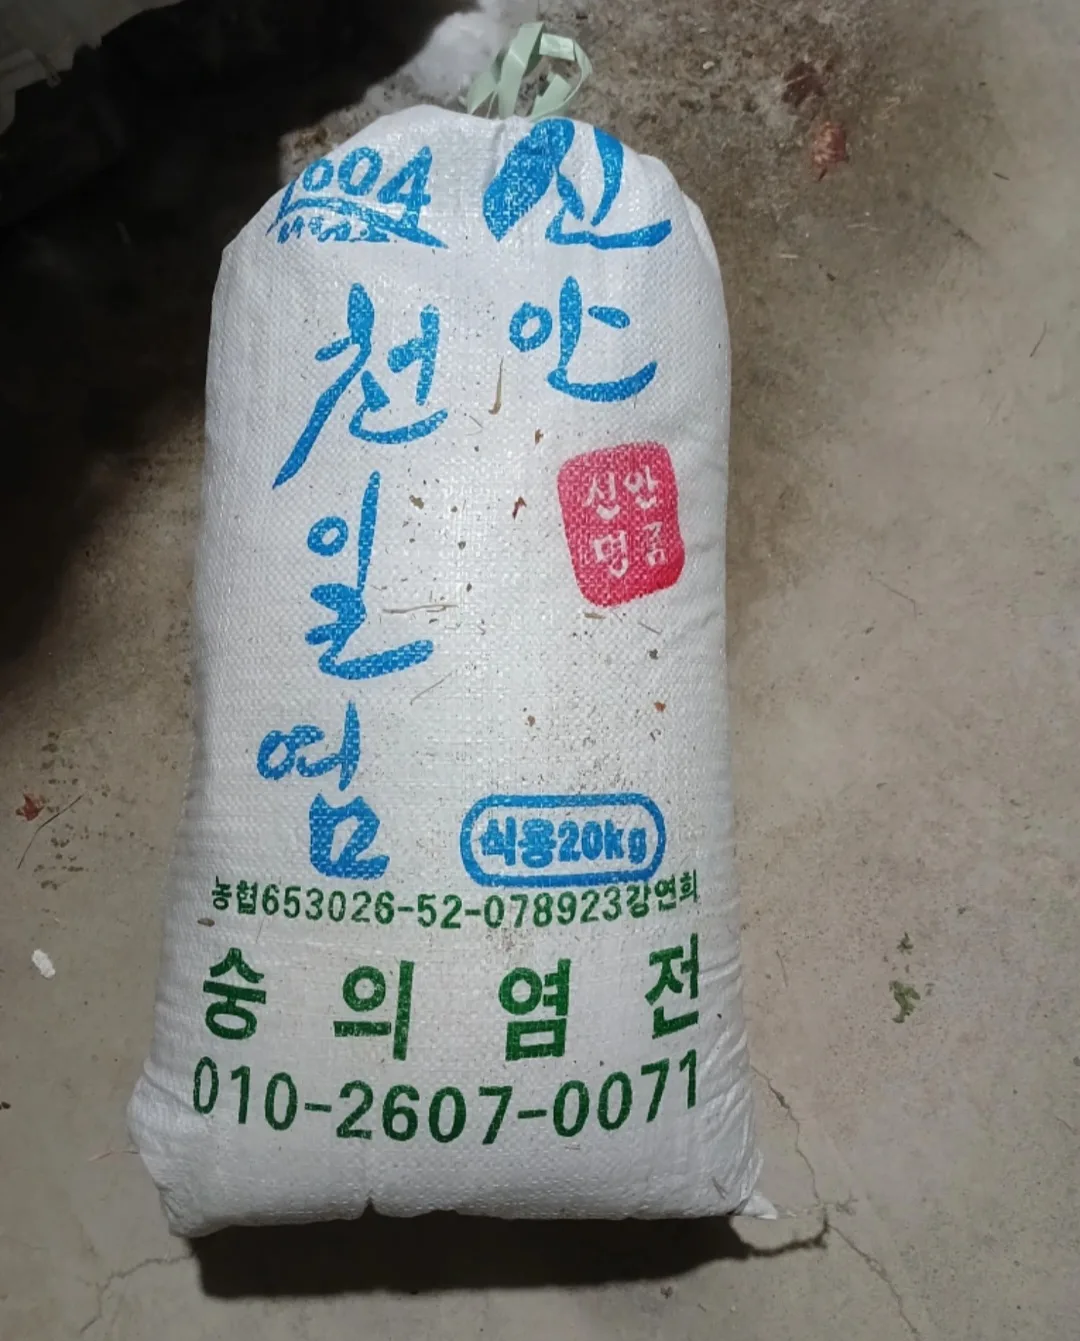 1004
신안
천일염
신안
명품
식용20kg
농협653026-52-078923강연희
숭의염전
010-2607-0071